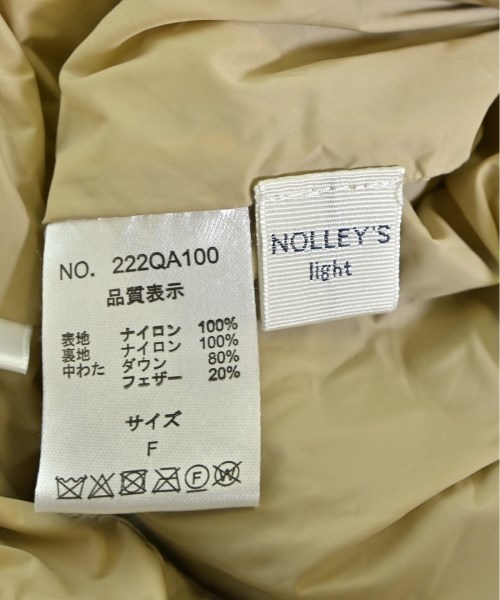 NO. 222QA100
品質表示
表地 ナイロン 100%
裏地 ナイロン 100%
中わた ダウン 80%
フェザー 20%
サイズ
F
F W
NOLLEY'S
light